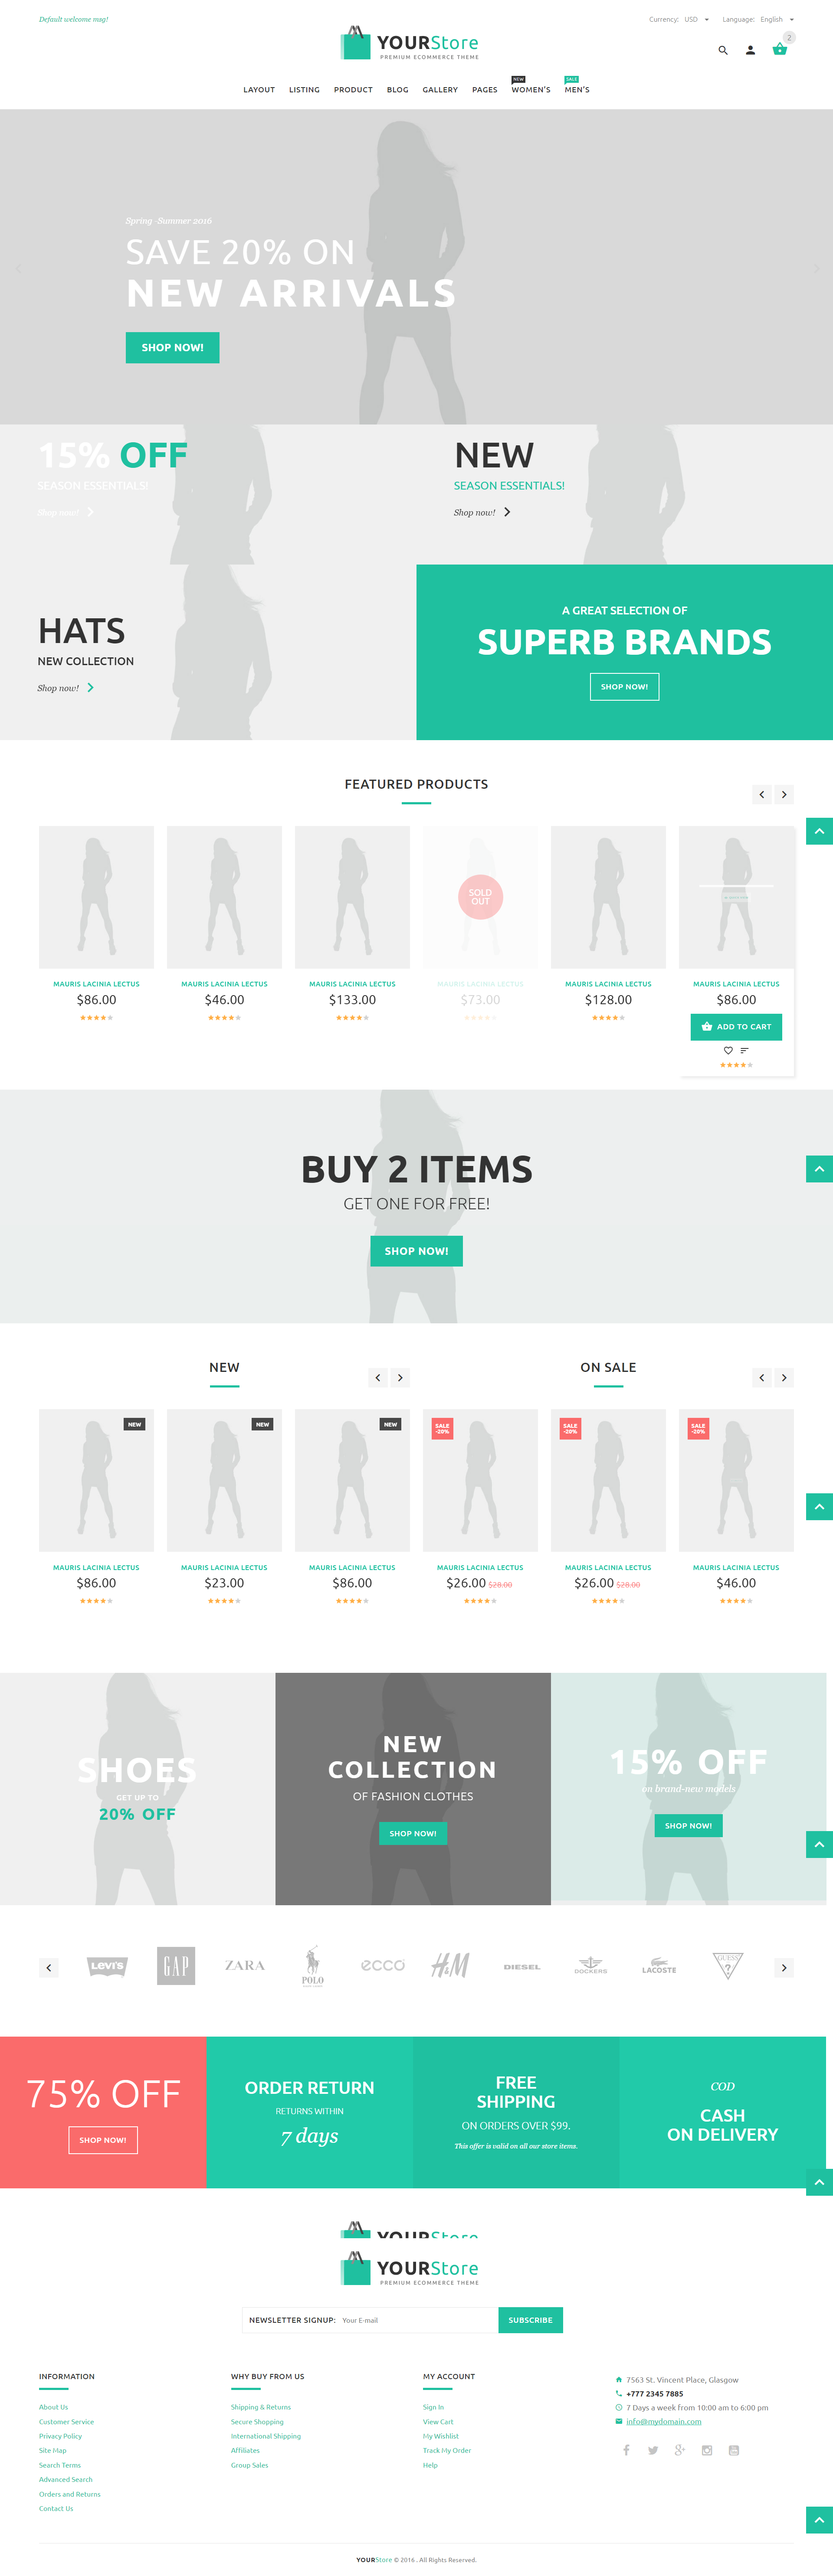 Default welcome msg!
Currency: USD
Language: English
YOURStore
PREMIUM ECOMMERCE THEME
2
NEW
SALE
LAYOUT LISTING PRODUCT BLOG GALLERY PAGES WOMEN'S MEN'S
Spring -Summer 2016
SAVE 20% ON
NEW ARRIVALS
SHOP NOW!
15% OFF
SEASON ESSENTIALS!
Shop now!
NEW
SEASON ESSENTIALS!
Shop now!
HATS
NEW COLLECTION
Shop now!
A GREAT SELECTION OF
SUPERB BRANDS
SHOP NOW!
FEATURED PRODUCTS
SOLD
OUT
MAURIS LACINIA LECTUS
$86.00
MAURIS LACINIA LECTUS
$46.00
MAURIS LACINIA LECTUS
$133.00
MAURIS LACINIA LECTUS
$73.00
MAURIS LACINIA LECTUS
$128.00
MAURIS LACINIA LECTUS
$86.00
ADD TO CART
BUY 2 ITEMS
GET ONE FOR FREE!
SHOP NOW!
NEW
NEW
MAURIS LACINIA LECTUS
$86.00
NEW
MAURIS LACINIA LECTUS
$23.00
NEW
MAURIS LACINIA LECTUS
$86.00
ON SALE
SALE
-20%
MAURIS LACINIA LECTUS
$26.00 $28.00
SALE
-20%
MAURIS LACINIA LECTUS
$26.00 $28.00
SALE
-20%
MAURIS LACINIA LECTUS
$46.00
SHOES
GET UP TO
20% OFF
NEW
COLLECTION
OF FASHION CLOTHES
SHOP NOW!
15% OFF
on brand-new models
SHOP NOW!
LEVI'S
GAP
ZARA
POLO
ecco
H&M
DIESEL
DOCKERS
LACOSTE
GUESS
?
75% OFF
SHOP NOW!
ORDER RETURN
RETURNS WITHIN
7 days
FREE
SHIPPING
ON ORDERS OVER $99.
This offer is valid on all our store items.
COD
CASH
ON DELIVERY
YOURStore
YOURStore
PREMIUM ECOMMERCE THEME
NEWSLETTER SIGNUP: Your E-mail
SUBSCRIBE
INFORMATION
About Us
Customer Service
Privacy Policy
Site Map
Search Terms
Advanced Search
Orders and Returns
Contact Us
WHY BUY FROM US
Shipping & Returns
Secure Shopping
International Shipping
Affiliates
Group Sales
MY ACCOUNT
Sign In
View Cart
My Wishlist
Track My Order
Help
7563 St. Vincent Place, Glasgow
+777 2345 7885
7 Days a week from 10:00 am to 6:00 pm
info@mydomain.com
YOURStore © 2016 . All Rights Reserved.